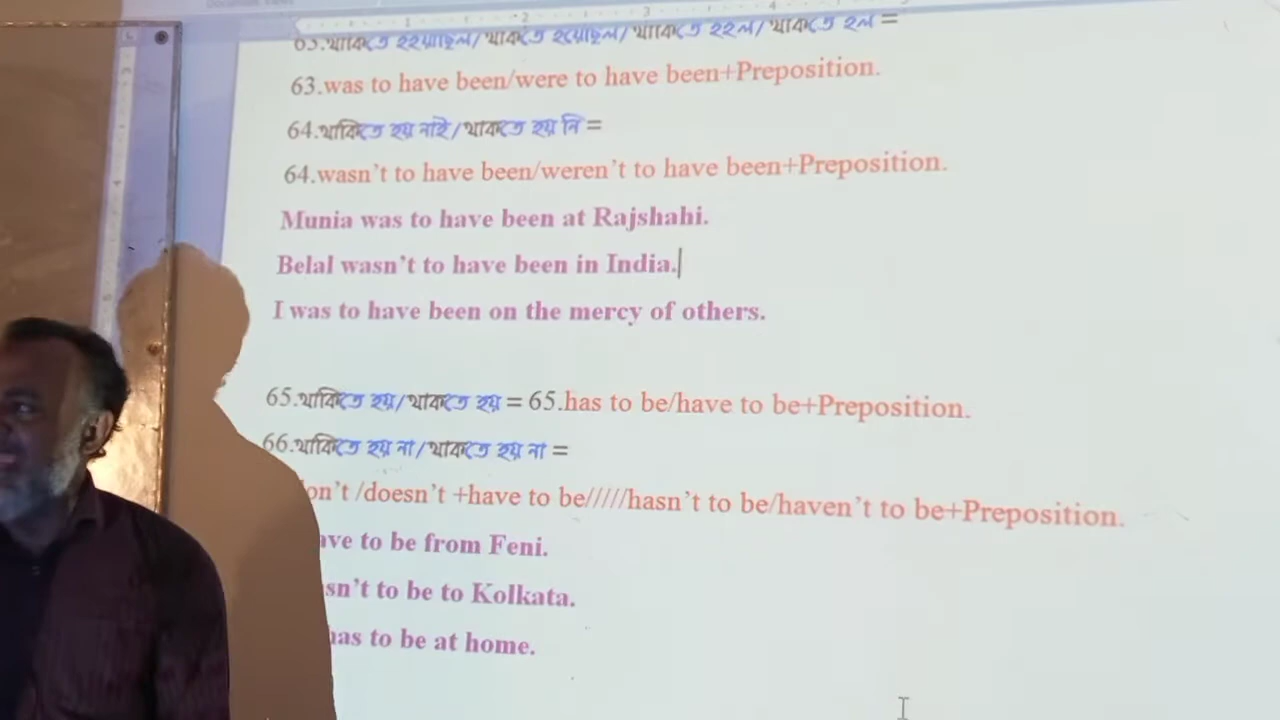 63.থাকিতে হইয়াছিল/থাকতে হয়েছিল/থাকিতে হইল/থাকতে হল =
63.was to have been/were to have been+Preposition.
64.থাকিতে হয় নাই/থাকতে হয় নি =
64.wasn't to have been/weren't to have been+Preposition.
Munia was to have been at Rajshahi.
Belal wasn't to have been in India.
I was to have been on the mercy of others.
65.থাকিতে হয়/থাকতে হয় = 65.has to be/have to be+Preposition.
66.থাকিতে হয় না/থাকতে হয় না =
on't /doesn't +have to be/////hasn't to be/haven't to be+Preposition.
ave to be from Feni.
sn't to be to Kolkata.
has to be at home.